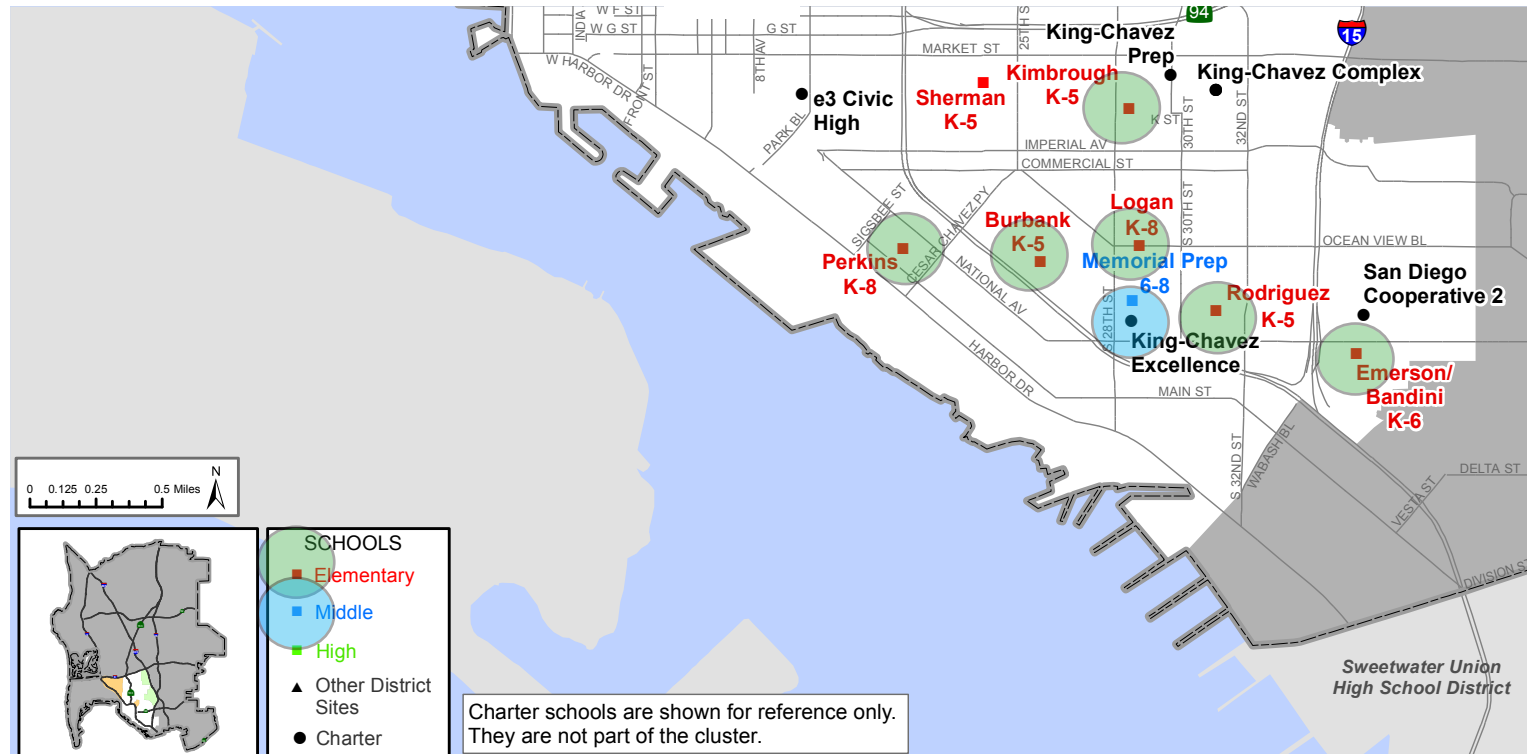 W F ST
W G ST
INDIA
G ST
8TH AV
FRONT ST
W HARBOR DR
MARKET ST
25TH S
94
15
King-Chavez
Prep
King-Chavez Complex
Kimbrough
K-5
Sherman
K-5
e3 Civic
High
PARK BL
K ST
30TH ST
32ND ST
IMPERIAL AV
COMMERCIAL ST
SIGSBEE ST
CESAR CHAVEZ PY
Burbank
K-5
Logan
K-8
S 30TH ST
OCEAN VIEW BL
Perkins
K-8
NATIONAL AV
Memorial Prep
6-8
S 28TH ST
Rodriguez
K-5
San Diego
Cooperative 2
King-Chavez
Excellence
HARBOR DR
MAIN ST
Emerson/
Bandini
K-6
S 32ND ST
WABASH BL
VESTA ST
DELTA ST
DIVISION ST
Sweetwater Union
High School District
N
0 0.125 0.25 0.5 Miles
SCHOOLS
Elementary
Middle
High
Other District
Sites
Charter
Charter schools are shown for reference only.
They are not part of the cluster.